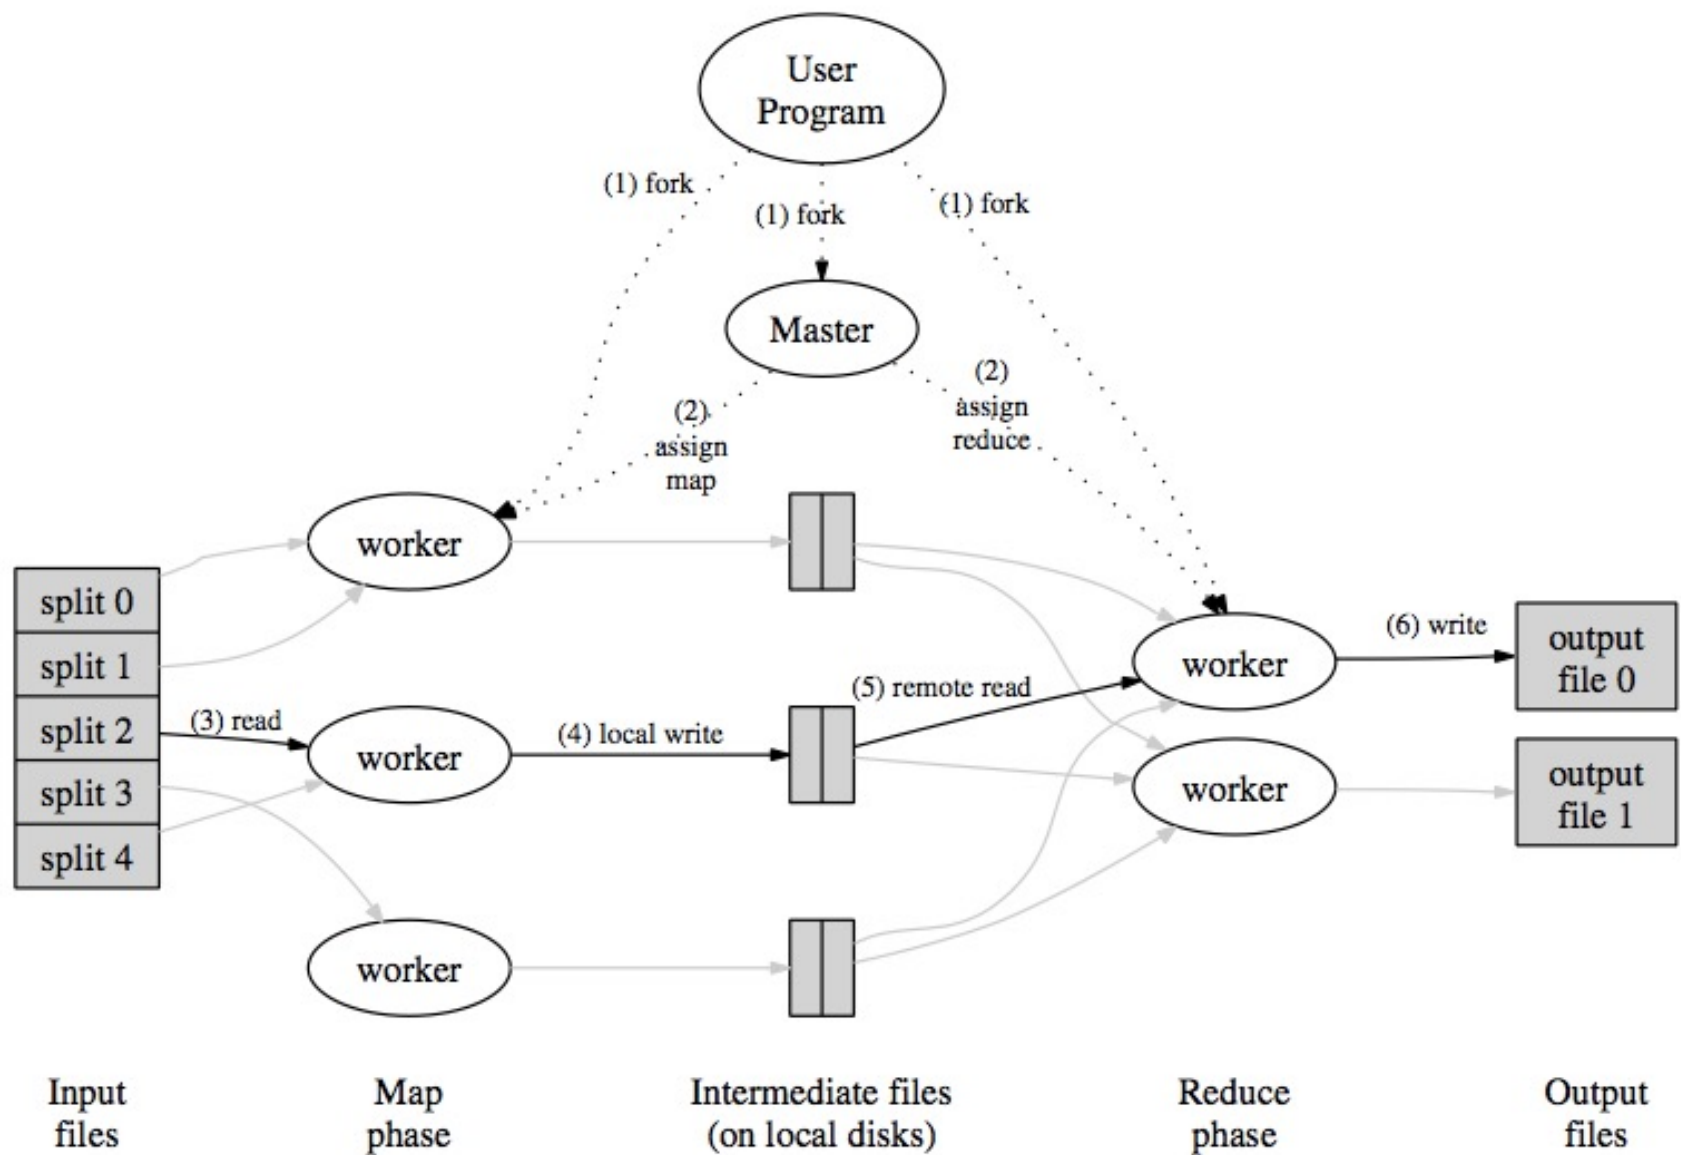 User
Program
(1) fork
(1) fork
(1) fork
Master
(2)
assign
map
(2)
assign
reduce
split 0
split 1
split 2
split 3
split 4
(3) read
worker
worker
worker
(4) local write
(5) remote read
worker
worker
(6) write
output
file 0
output
file 1
Input
files
Map
phase
Intermediate files
(on local disks)
Reduce
phase
Output
files